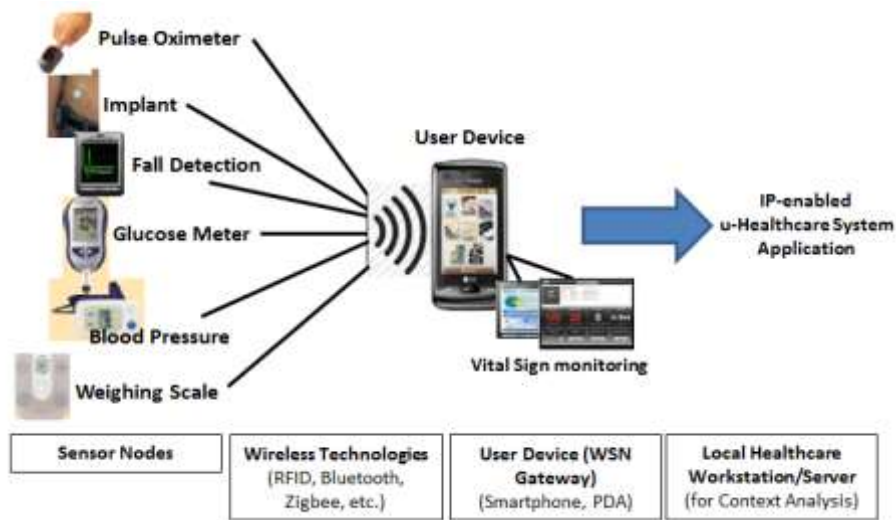 Pulse Oximeter
Implant
Fall Detection
Glucose Meter
Blood Pressure
Weighing Scale
User Device
Vital Sign monitoring
IP-enabled
u-Healthcare System
Application
Sensor Nodes
Wireless Technologies
(RFID, Bluetooth,
Zigbee, etc.)
User Device (WSN
Gateway)
(Smartphone, PDA)
Local Healthcare
Workstation/Server
(for Context Analysis)